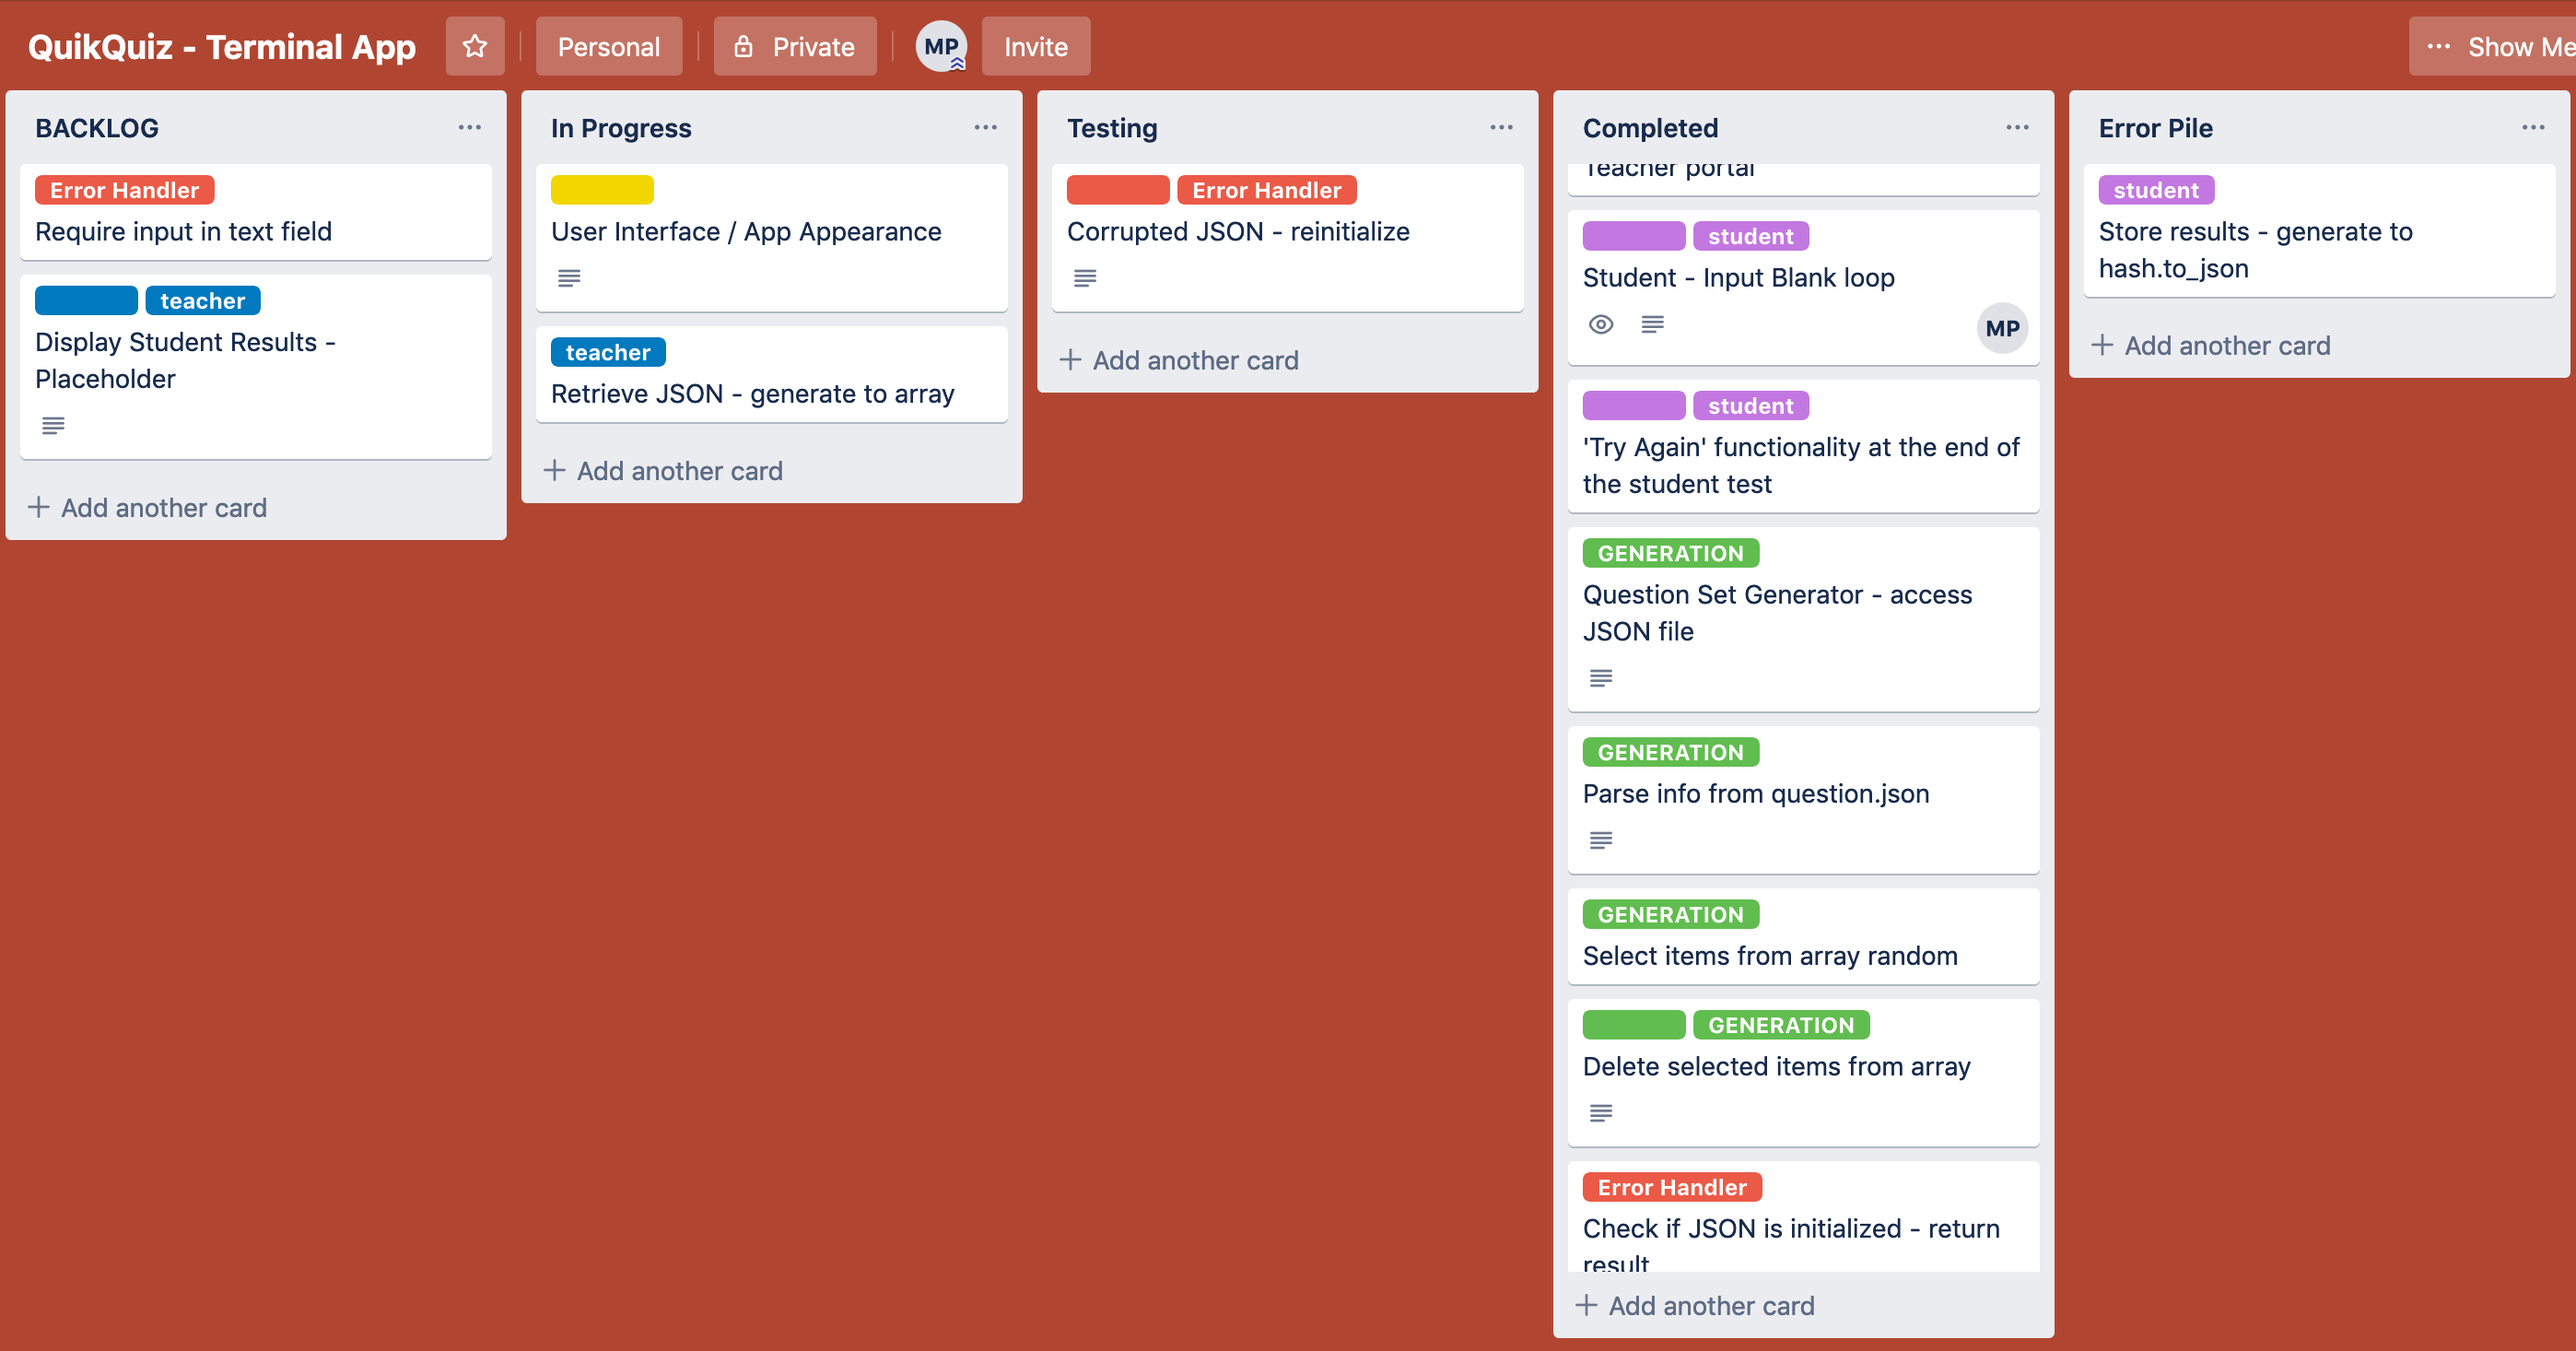 QuikQuiz - Terminal App
Personal
Private
MP
Invite
Show Me
BACKLOG
Error Handler
Require input in text field
teacher
Display Student Results -
Placeholder
Add another card
In Progress
User Interface / App Appearance
teacher
Retrieve JSON - generate to array
Add another card
Testing
Error Handler
Corrupted JSON - reinitialize
Add another card
Completed
Teacher portal
student
Student - Input Blank loop
MP
student
'Try Again' functionality at the end of
the student test
GENERATION
Question Set Generator - access
JSON file
GENERATION
Parse info from question.json
GENERATION
Select items from array random
GENERATION
Delete selected items from array
Error Handler
Check if JSON is initialized - return
result
Add another card
Error Pile
student
Store results - generate to
hash.to_json
Add another card